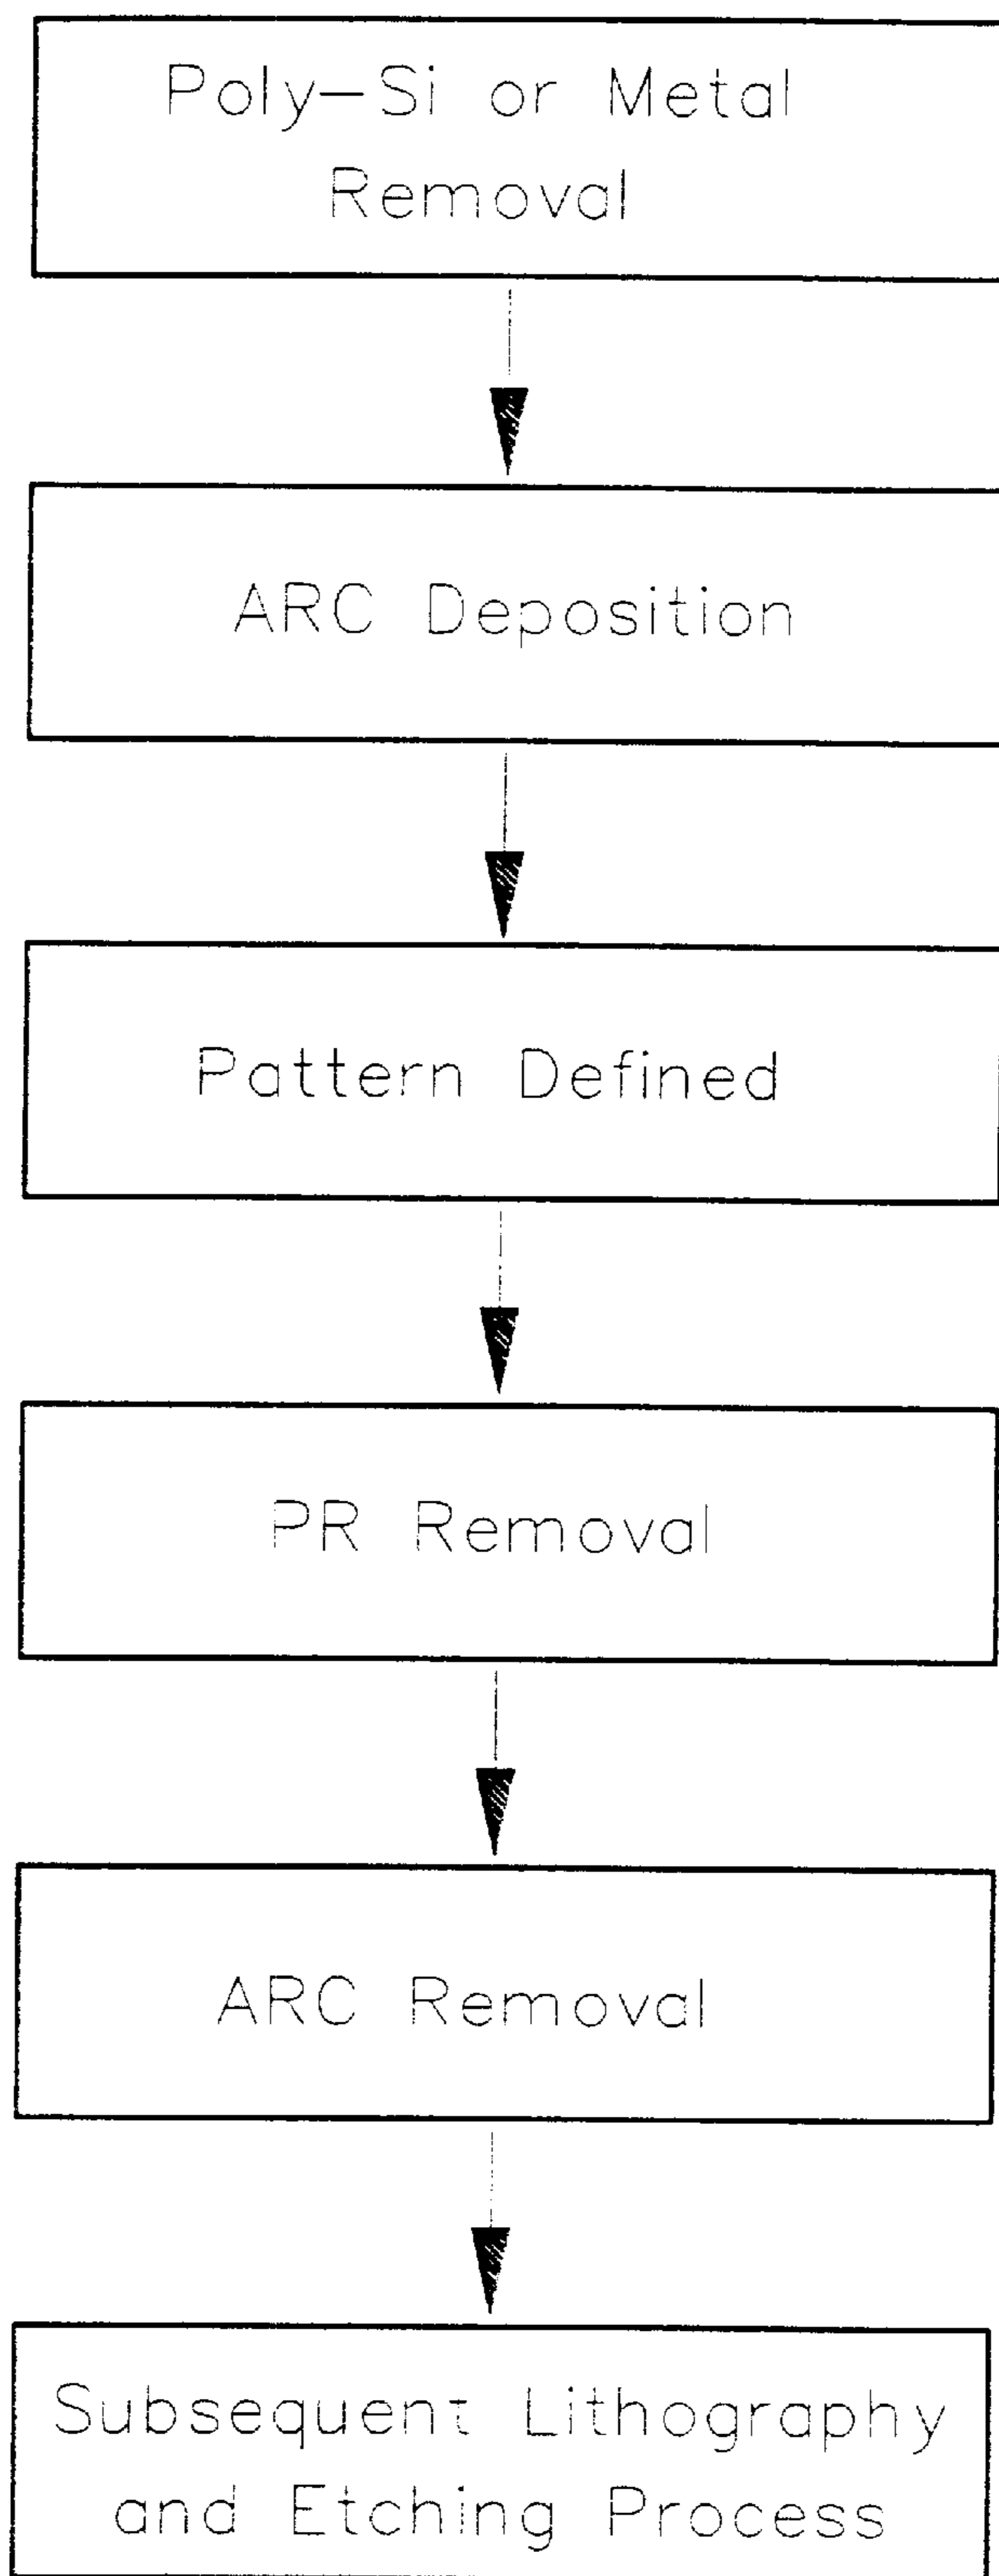 Poly-Si or Metal
Removal
ARC Deposition
Pattern Defined
PR Removal
ARC Removal
Subsequent Lithography
and Etching Process